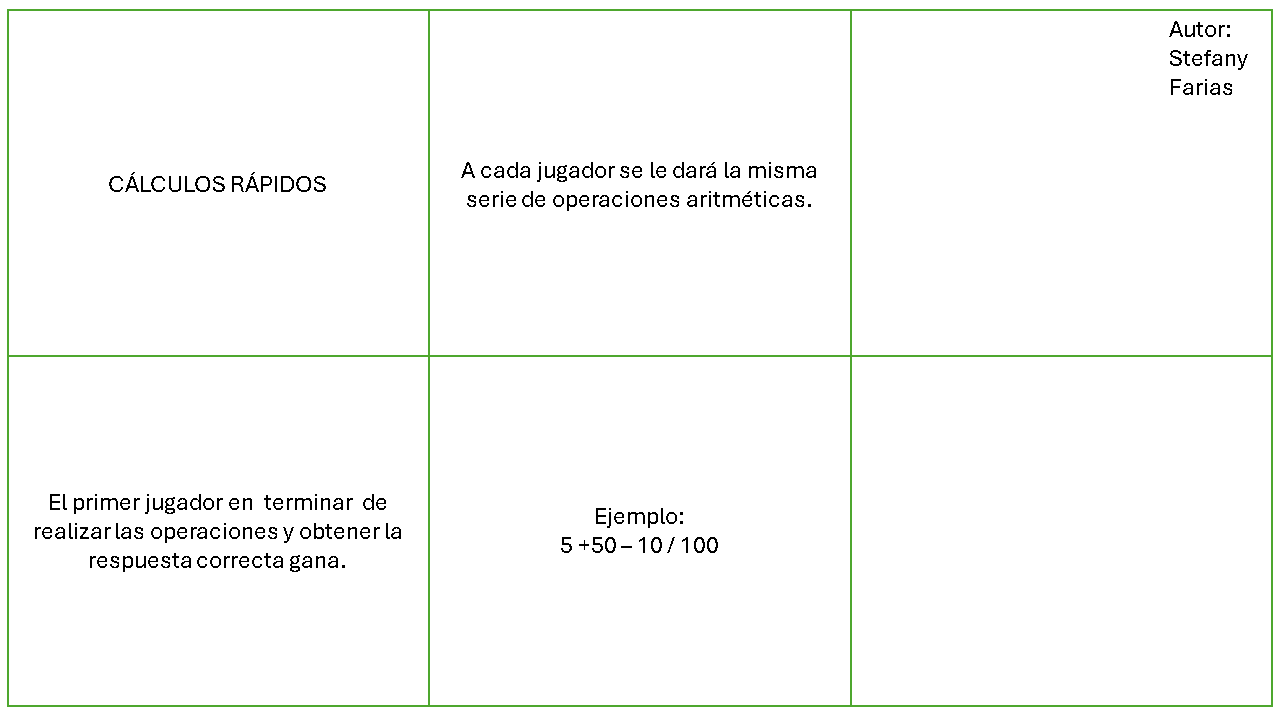 CÁLCULOS RÁPIDOS
A cada jugador se le dará la misma
serie de operaciones aritméticas.
Autor:
Stefany
Farias
El primer jugador en  terminar  de
realizar las operaciones y obtener la
respuesta correcta gana.
Ejemplo:
5 +50 – 10 / 100